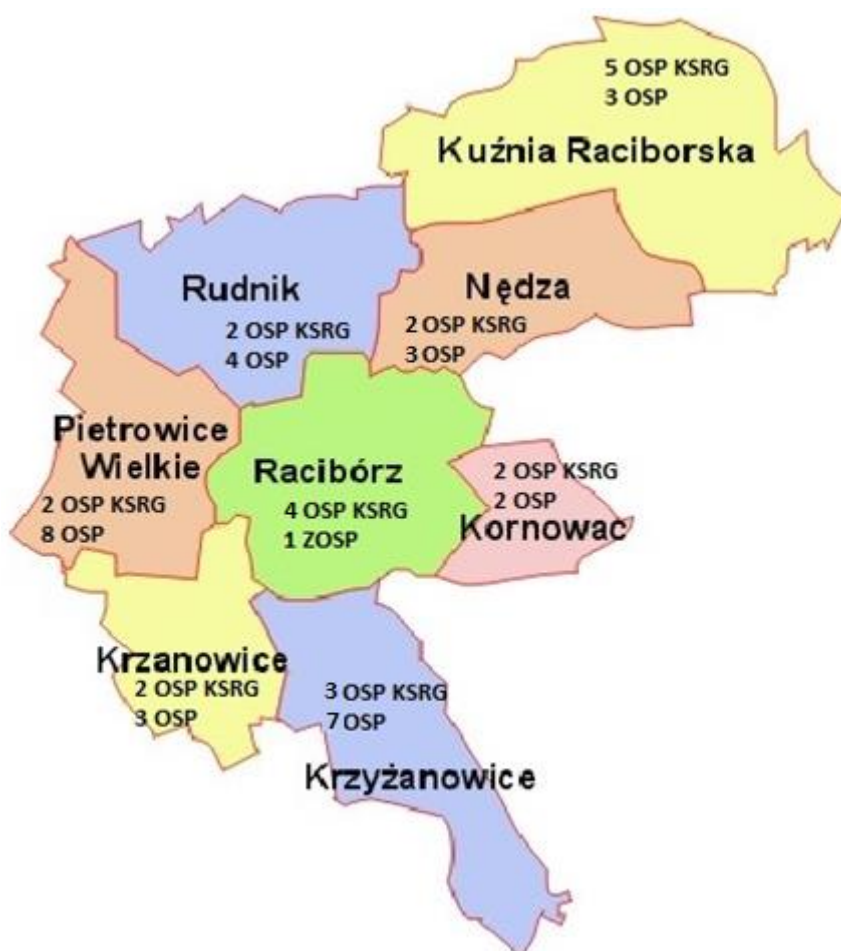 5 OSP KSRG
3 OSP
Kuźnia Raciborska
Rudnik
2 OSP KSRG
4 OSP
Nędza
2 OSP KSRG
3 OSP
Pietrowice
Wielkie
2 OSP KSRG
8 OSP
Racibórz
4 OSP KSRG
1 ZOSP
2 OSP KSRG
2 OSP
Kornowac
Krzanowice
2 OSP KSRG
3 OSP
3 OSP KSRG
7 OSP
Krzyżanowice